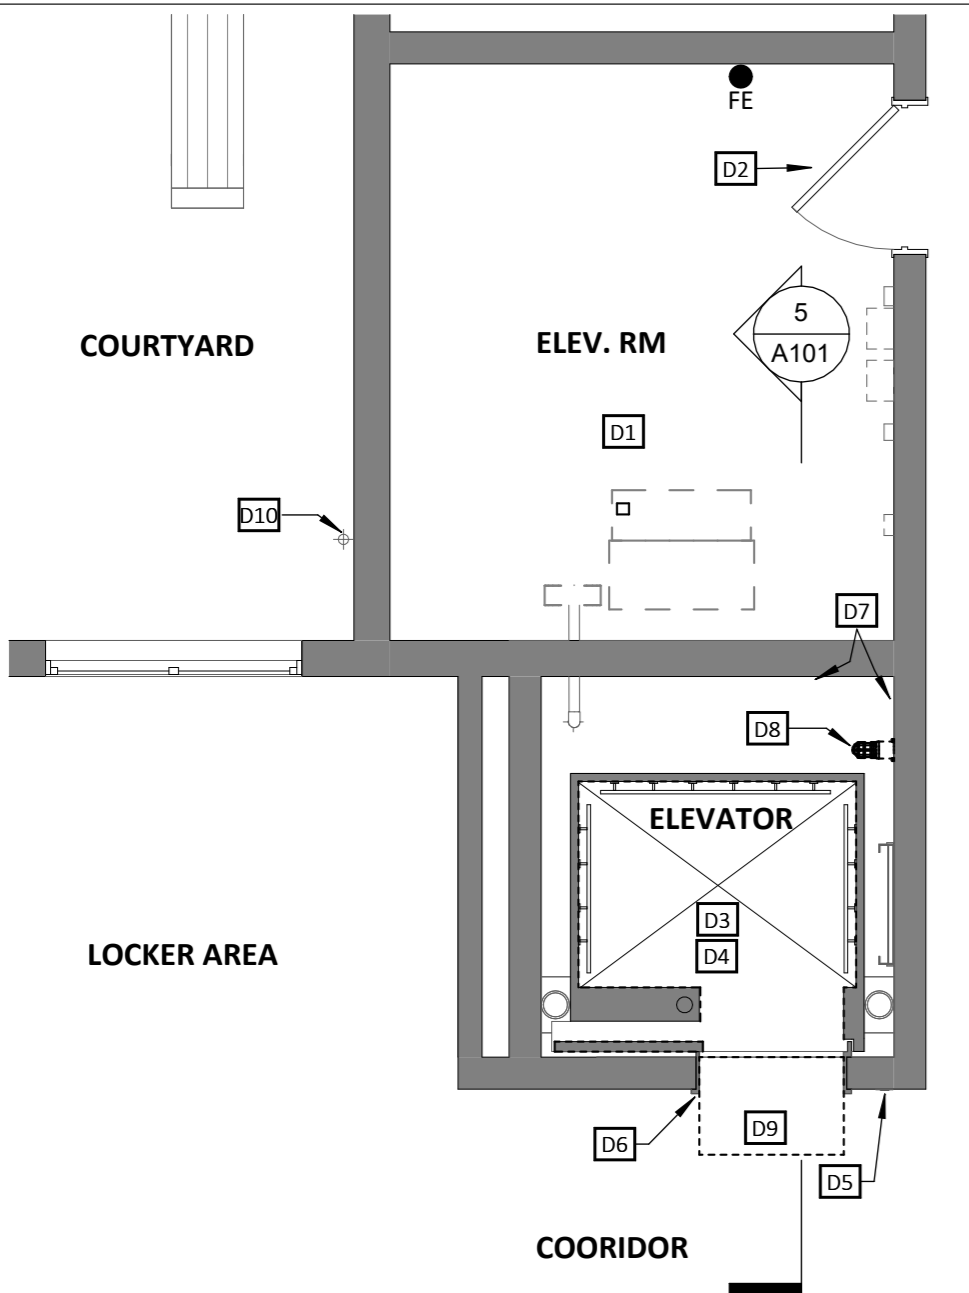 FE
D2
5
A101
COURTYARD
ELEV. RM
D1
D10
D7
D8
ELEVATOR
D3
D4
LOCKER AREA
D9
D6
D5
COORIDOR